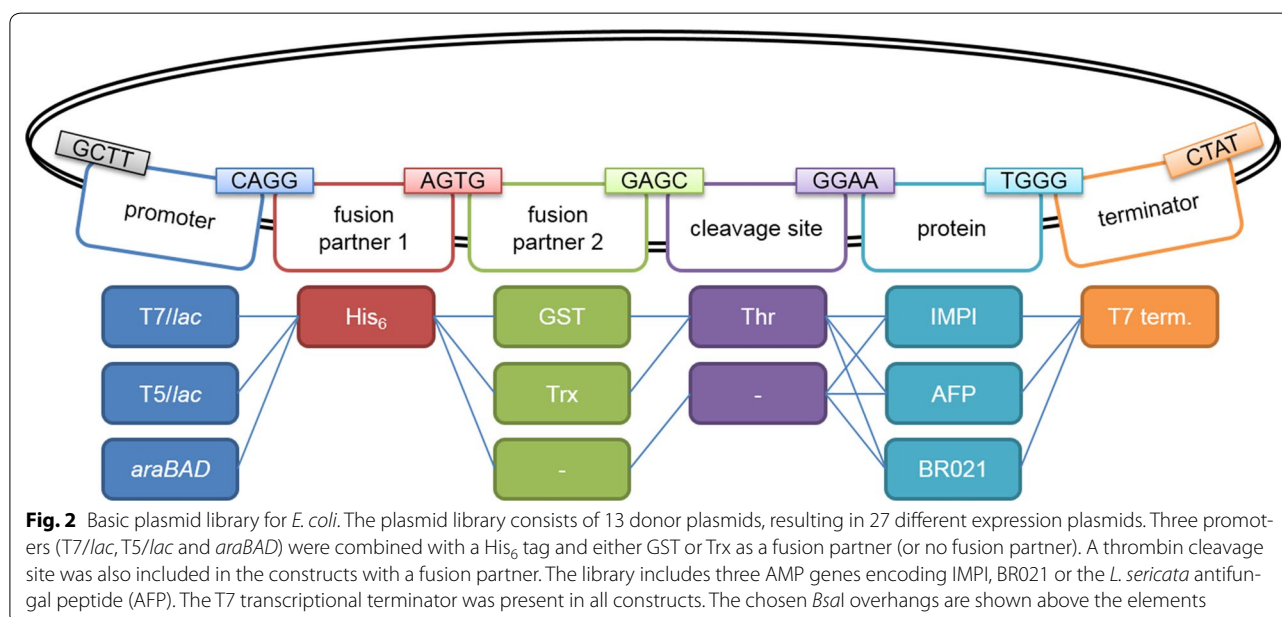 GCTT
CAGG
AGTG
GAGC
GGAA
TGGG
CTAT
promoter
fusion
partner 1
fusion
partner 2
cleavage site
protein
terminator
T7/lac
His₆
GST
Thr
IMPI
T7 term.
T5/lac
Trx
-
AFP
araBAD
-
BR021
Fig. 2 Basic plasmid library for E. coli. The plasmid library consists of 13 donor plasmids, resulting in 27 different expression plasmids. Three promot-
ers (T7/lac, T5/lac and araBAD) were combined with a His₆ tag and either GST or Trx as a fusion partner (or no fusion partner). A thrombin cleavage
site was also included in the constructs with a fusion partner. The library includes three AMP genes encoding IMPI, BR021 or the L. sericata antifun-
gal peptide (AFP). The T7 transcriptional terminator was present in all constructs. The chosen BsaI overhangs are shown above the elements